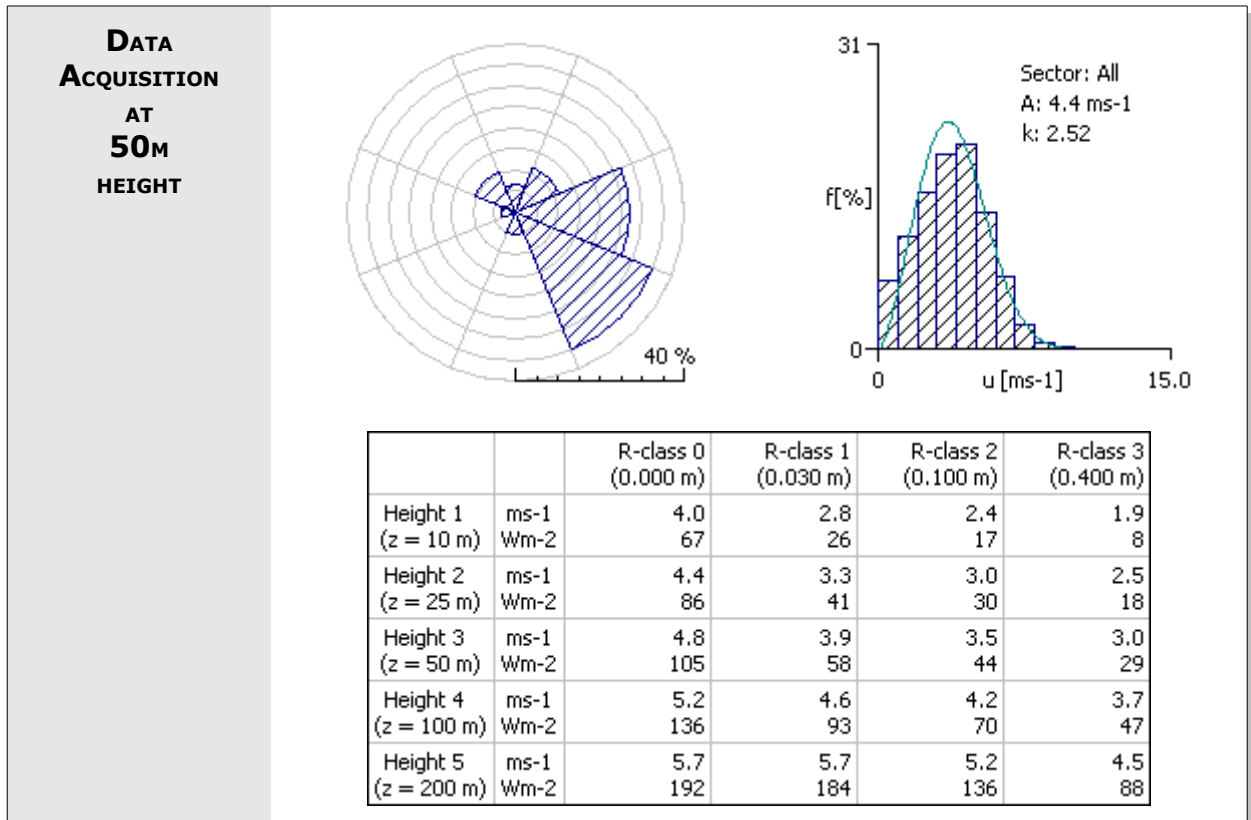 DATA
ACQUISITION
AT
50M
HEIGHT
40 %
31
Sector: All
A: 4.4 ms-1
k: 2.52
f[%]
0
0 u [ms-1] 15.0
R-class 0 R-class 1 R-class 2 R-class 3
(0.000 m) (0.030 m) (0.100 m) (0.400 m)
Height 1 ms-1 4.0 2.8 2.4 1.9
(z = 10 m) Wm-2 67 26 17 8
Height 2 ms-1 4.4 3.3 3.0 2.5
(z = 25 m) Wm-2 86 41 30 18
Height 3 ms-1 4.8 3.9 3.5 3.0
(z = 50 m) Wm-2 105 58 44 29
Height 4 ms-1 5.2 4.6 4.2 3.7
(z = 100 m) Wm-2 136 93 70 47
Height 5 ms-1 5.7 5.7 5.2 4.5
(z = 200 m) Wm-2 192 184 136 88